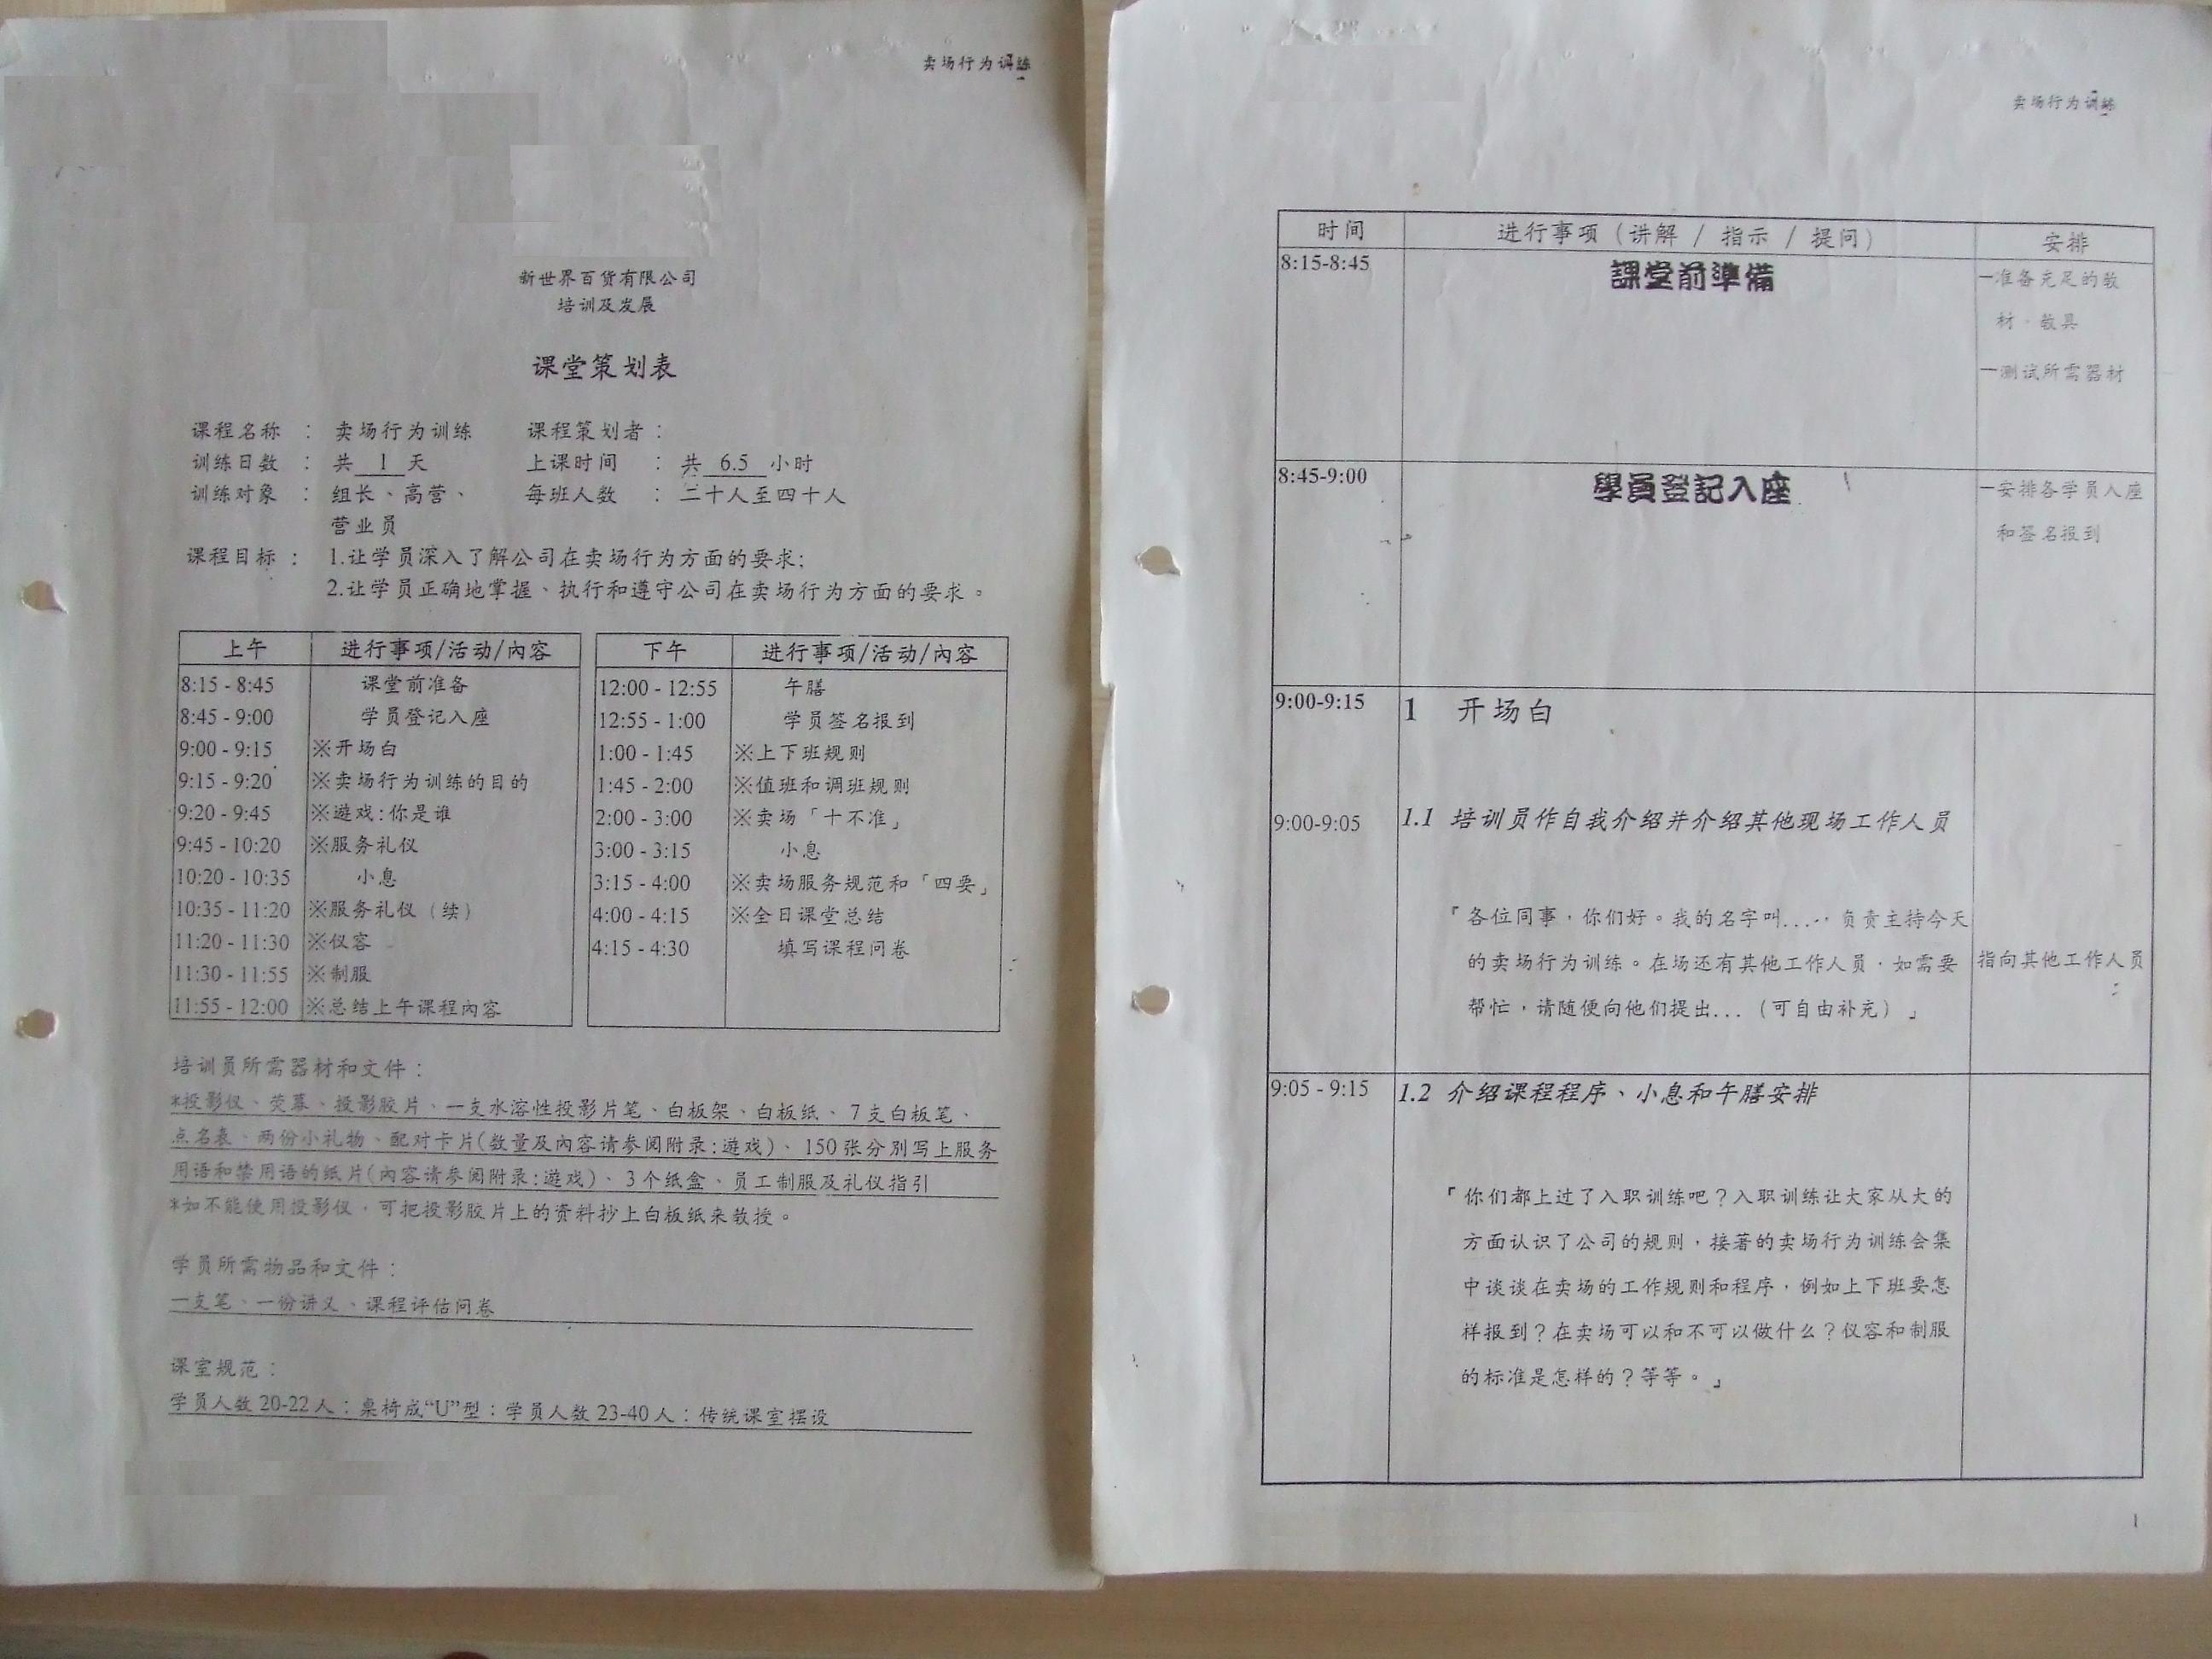 卖场行为训练
新世界百货有限公司
培训及发展
课堂策划表
课程名称 : 卖场行为训练 课程策划者 :
训练日数 : 共 1 天 上课时间 : 共 6.5 小时
训练对象 : 组长、高营、 每班人数 : 二十人至四十人
营业员
课程目标 : 1.让学员深入了解公司在卖场行为方面的要求;
2.让学员正确地掌握、执行和遵守公司在卖场行为方面的要求。
上午 进行事项/活动/內容 下午 进行事项/活动/內容
8:15 - 8:45 课堂前准备 12:00 - 12:55 午膳
8:45 - 9:00 学员登记入座 12:55 - 1:00 学员签名报到
9:00 - 9:15 ※开场白 1:00 - 1:45 ※上下班规则
9:15 - 9:20 ※卖场行为训练的目的 1:45 - 2:00 ※值班和调班规则
9:20 - 9:45 ※遊戏:你是谁 2:00 - 3:00 ※卖场「十不准」
9:45 - 10:20 ※服务礼仪 3:00 - 3:15 小息
10:20 - 10:35 小息 3:15 - 4:00 ※卖场服务规范和「四要」
10:35 - 11:20 ※服务礼仪（续） 4:00 - 4:15 ※全日课堂总结
11:20 - 11:30 ※仪容 4:15 - 4:30 填写课程问卷
11:30 - 11:55 ※制服
11:55 - 12:00 ※总结上午课程內容
培训员所需器材和文件：
*投影仪、荧幕、投影胶片、一支水溶性投影片笔、白板架、白板纸、7支白板笔、
点名表、两份小礼物、配对卡片(数量及內容请参阅附录:遊戏)、150张分别写上服务
用语和禁用语的纸片(內容请参阅附录:遊戏)、3个纸盒、员工制服及礼仪指引
*如不能使用投影仪，可把投影胶片上的资料抄上白板纸来敎授。
学员所需物品和文件：
一支笔、一份讲义、课程评估问卷
课室规范：
学员人数20-22人：桌椅成“U”型；学员人数23-40人：传统课室摆设
卖场行为训练
时间 进行事项（讲解 / 指示 / 提问） 安排
8:15-8:45 課堂前準備 —准备充足的敎
材，敎具
—测试所需器材
8:45-9:00 學員登記入座 —安排各学员入座
和签名报到
9:00-9:15 1 开场白
9:00-9:05 1.1 培训员作自我介绍并介绍其他现场工作人员
「各位同事，你们好。我的名字叫……，负责主持今天
的卖场行为训练。在场还有其他工作人员，如需要 指向其他工作人员
帮忙，请随便向他们提出…（可自由补充）」
9:05 - 9:15 1.2 介绍课程程序、小息和午膳安排
「你们都上过了入职训练吧？入职训练让大家从大的
方面认识了公司的规则，接著的卖场行为训练会集
中谈谈在卖场的工作规则和程序，例如上下班要怎
样报到？在卖场可以和不可以做什么？仪容和制服
的标准是怎样的？等等。」
1